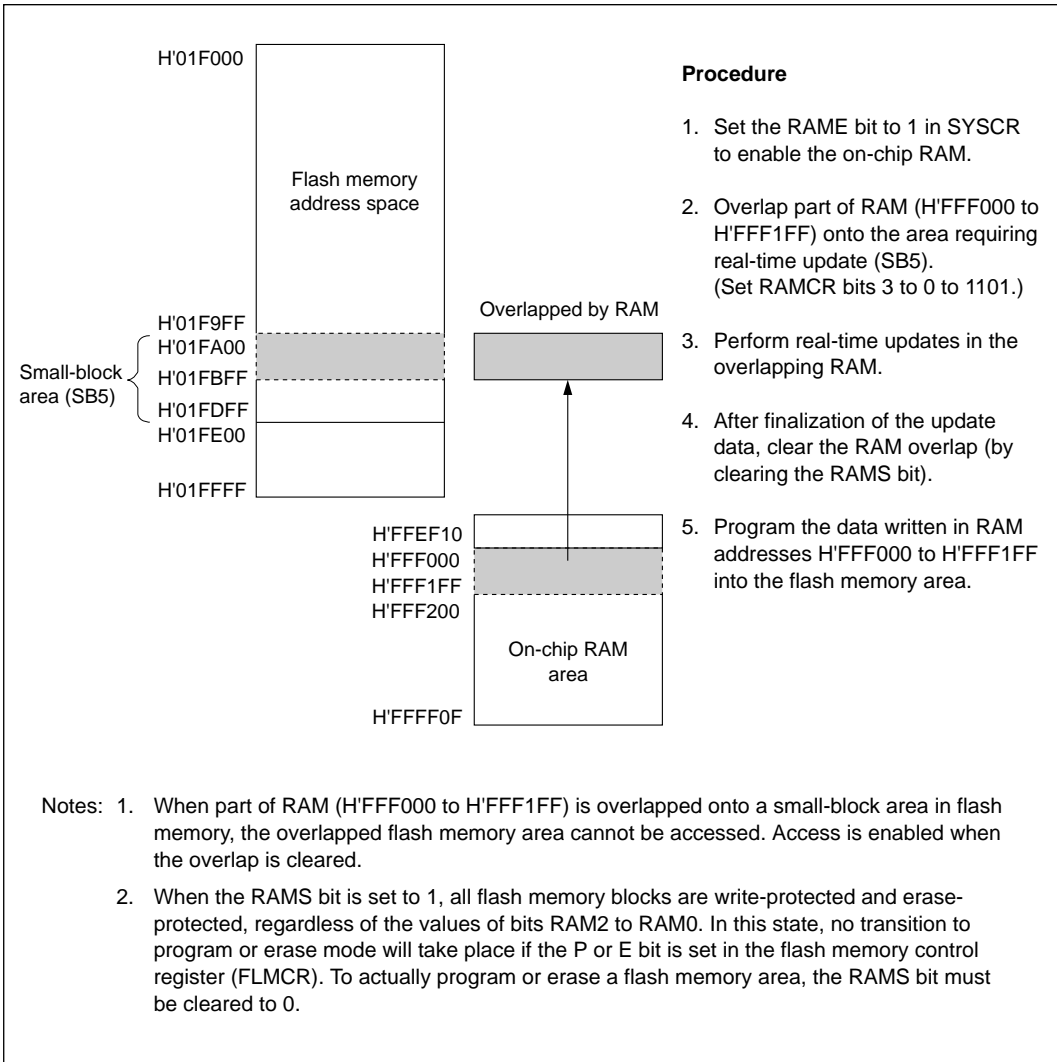 H'01F000
Flash memory
address space
H'01F9FF
H'01FA00
H'01FBFF
H'01FDFF
H'01FE00
H'01FFFF
Small-block
area (SB5)
Overlapped by RAM
H'FFEF10
H'FFF000
H'FFF1FF
H'FFF200
On-chip RAM
area
H'FFFF0F
Procedure
1. Set the RAME bit to 1 in SYSCR
to enable the on-chip RAM.
2. Overlap part of RAM (H'FFF000 to
H'FFF1FF) onto the area requiring
real-time update (SB5).
(Set RAMCR bits 3 to 0 to 1101.)
3. Perform real-time updates in the
overlapping RAM.
4. After finalization of the update
data, clear the RAM overlap (by
clearing the RAMS bit).
5. Program the data written in RAM
addresses H'FFF000 to H'FFF1FF
into the flash memory area.
Notes: 1. When part of RAM (H'FFF000 to H'FFF1FF) is overlapped onto a small-block area in flash
memory, the overlapped flash memory area cannot be accessed. Access is enabled when
the overlap is cleared.
2. When the RAMS bit is set to 1, all flash memory blocks are write-protected and erase-
protected, regardless of the values of bits RAM2 to RAM0. In this state, no transition to
program or erase mode will take place if the P or E bit is set in the flash memory control
register (FLMCR). To actually program or erase a flash memory area, the RAMS bit must
be cleared to 0.